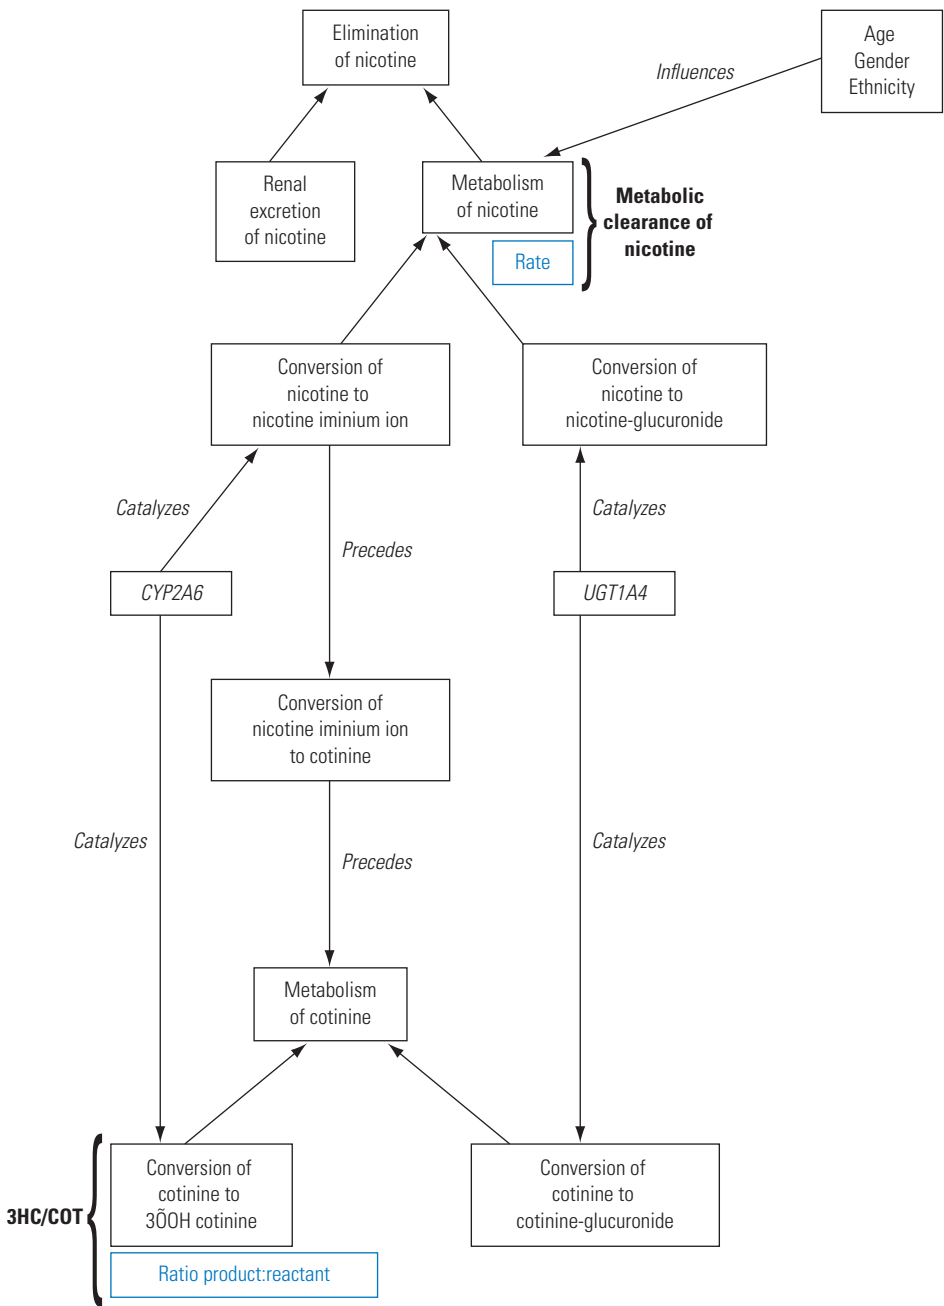 Elimination
of nicotine
Age
Gender
Ethnicity
Influences
Renal
excretion
of nicotine
Metabolism
of nicotine
Rate
Metabolic
clearance of
nicotine
Conversion of
nicotine to
nicotine iminium ion
Conversion of
nicotine to
nicotine-glucuronide
Catalyzes
Precedes
Catalyzes
CYP2A6
UGT1A4
Conversion of
nicotine iminium ion
to cotinine
Catalyzes
Precedes
Catalyzes
Metabolism
of cotinine
3HC/COT
Conversion of
cotinine to
3ÕOH cotinine
Ratio product:reactant
Conversion of
cotinine to
cotinine-glucuronide